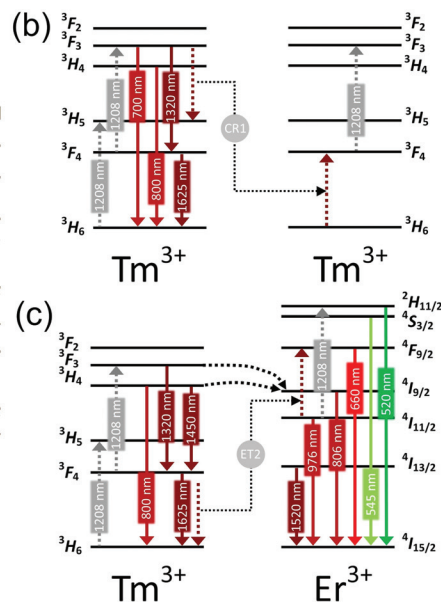 (b)
³F₂
³F₃
³H₄
³H₅
³F₄
³H₆
1208 nm
1208 nm
700 nm
800 nm
1320 nm
1625 nm
CR1
Tm³⁺
³F₂
³F₃
³H₄
³H₅
³F₄
³H₆
1208 nm
Tm³⁺
(c)
³F₂
³F₃
³H₄
³H₅
³F₄
³H₆
1208 nm
1208 nm
800 nm
1320 nm
1450 nm
1625 nm
ET2
Tm³⁺
²H₁₁/₂
⁴S₃/₂
⁴F₉/₂
⁴I₉/₂
⁴I₁₁/₂
⁴I₁₃/₂
⁴I₁₅/₂
1520 nm
976 nm
1208 nm
806 nm
660 nm
545 nm
520 nm
Er³⁺